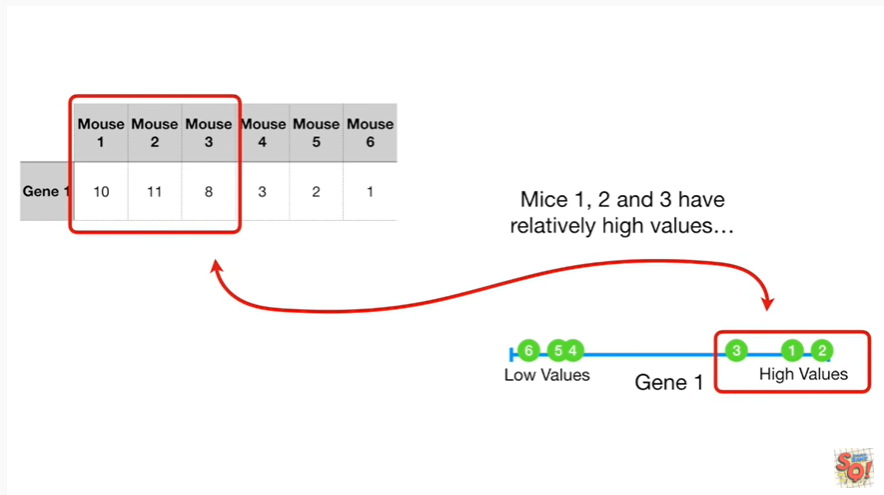 Mouse 1 Mouse 2 Mouse 3 Mouse 4 Mouse 5 Mouse 6
Gene 1 10 11 8 3 2 1
Mice 1, 2 and 3 have
relatively high values…
6 5 4 3 1 2
Low Values High Values
Gene 1
SO!